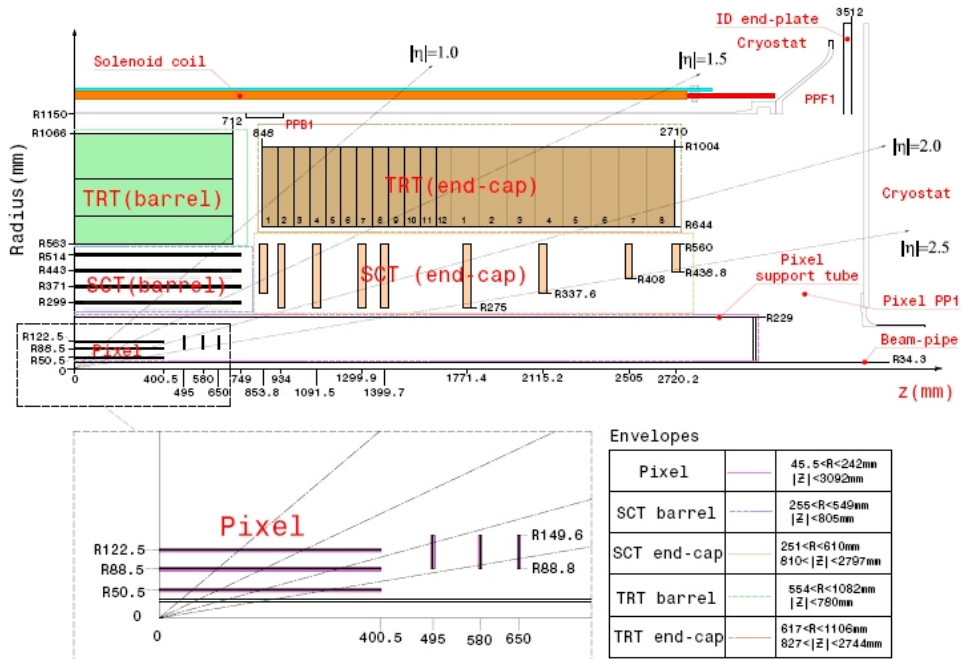 3512
ID end-plate
Cryostat
|η|=1.0
|η|=1.5
Solenoid coil
PPF1
R1150
R1066
712
848
PPB1
2710
R1004
|η|=2.0
TRT(barrel)
TRT(end-cap)
Cryostat
Radius(mm)
1 2 3 4 5 6 7 8 9 10 11 12 1 2 3 4 5 6 7 8
R644
R563
R514
R443
R371
R299
SCT(barrel)
SCT (end-cap)
R560
R438.8
R408
R337.6
R275
|η|=2.5
Pixel
support tube
Pixel PP1
R229
R122.5
R88.5
R50.5
Pixel
Beam-pipe
R34.3
0
0 400.5 580 749 934 1299.9 1771.4 2115.2 2505 2720.2
495 650 853.8 1091.5 1399.7
z(mm)
Envelopes
Pixel
45.5<R<242mm
|Z|<3092mm
SCT barrel
255<R<549mm
|Z|<805mm
SCT end-cap
251<R<610mm
810<|Z|<2797mm
TRT barrel
554<R<1082mm
|Z|<780mm
TRT end-cap
617<R<1106mm
827<|Z|<2744mm
Pixel
R122.5
R88.5
R50.5
R149.6
R88.8
0
0
400.5 495 580 650